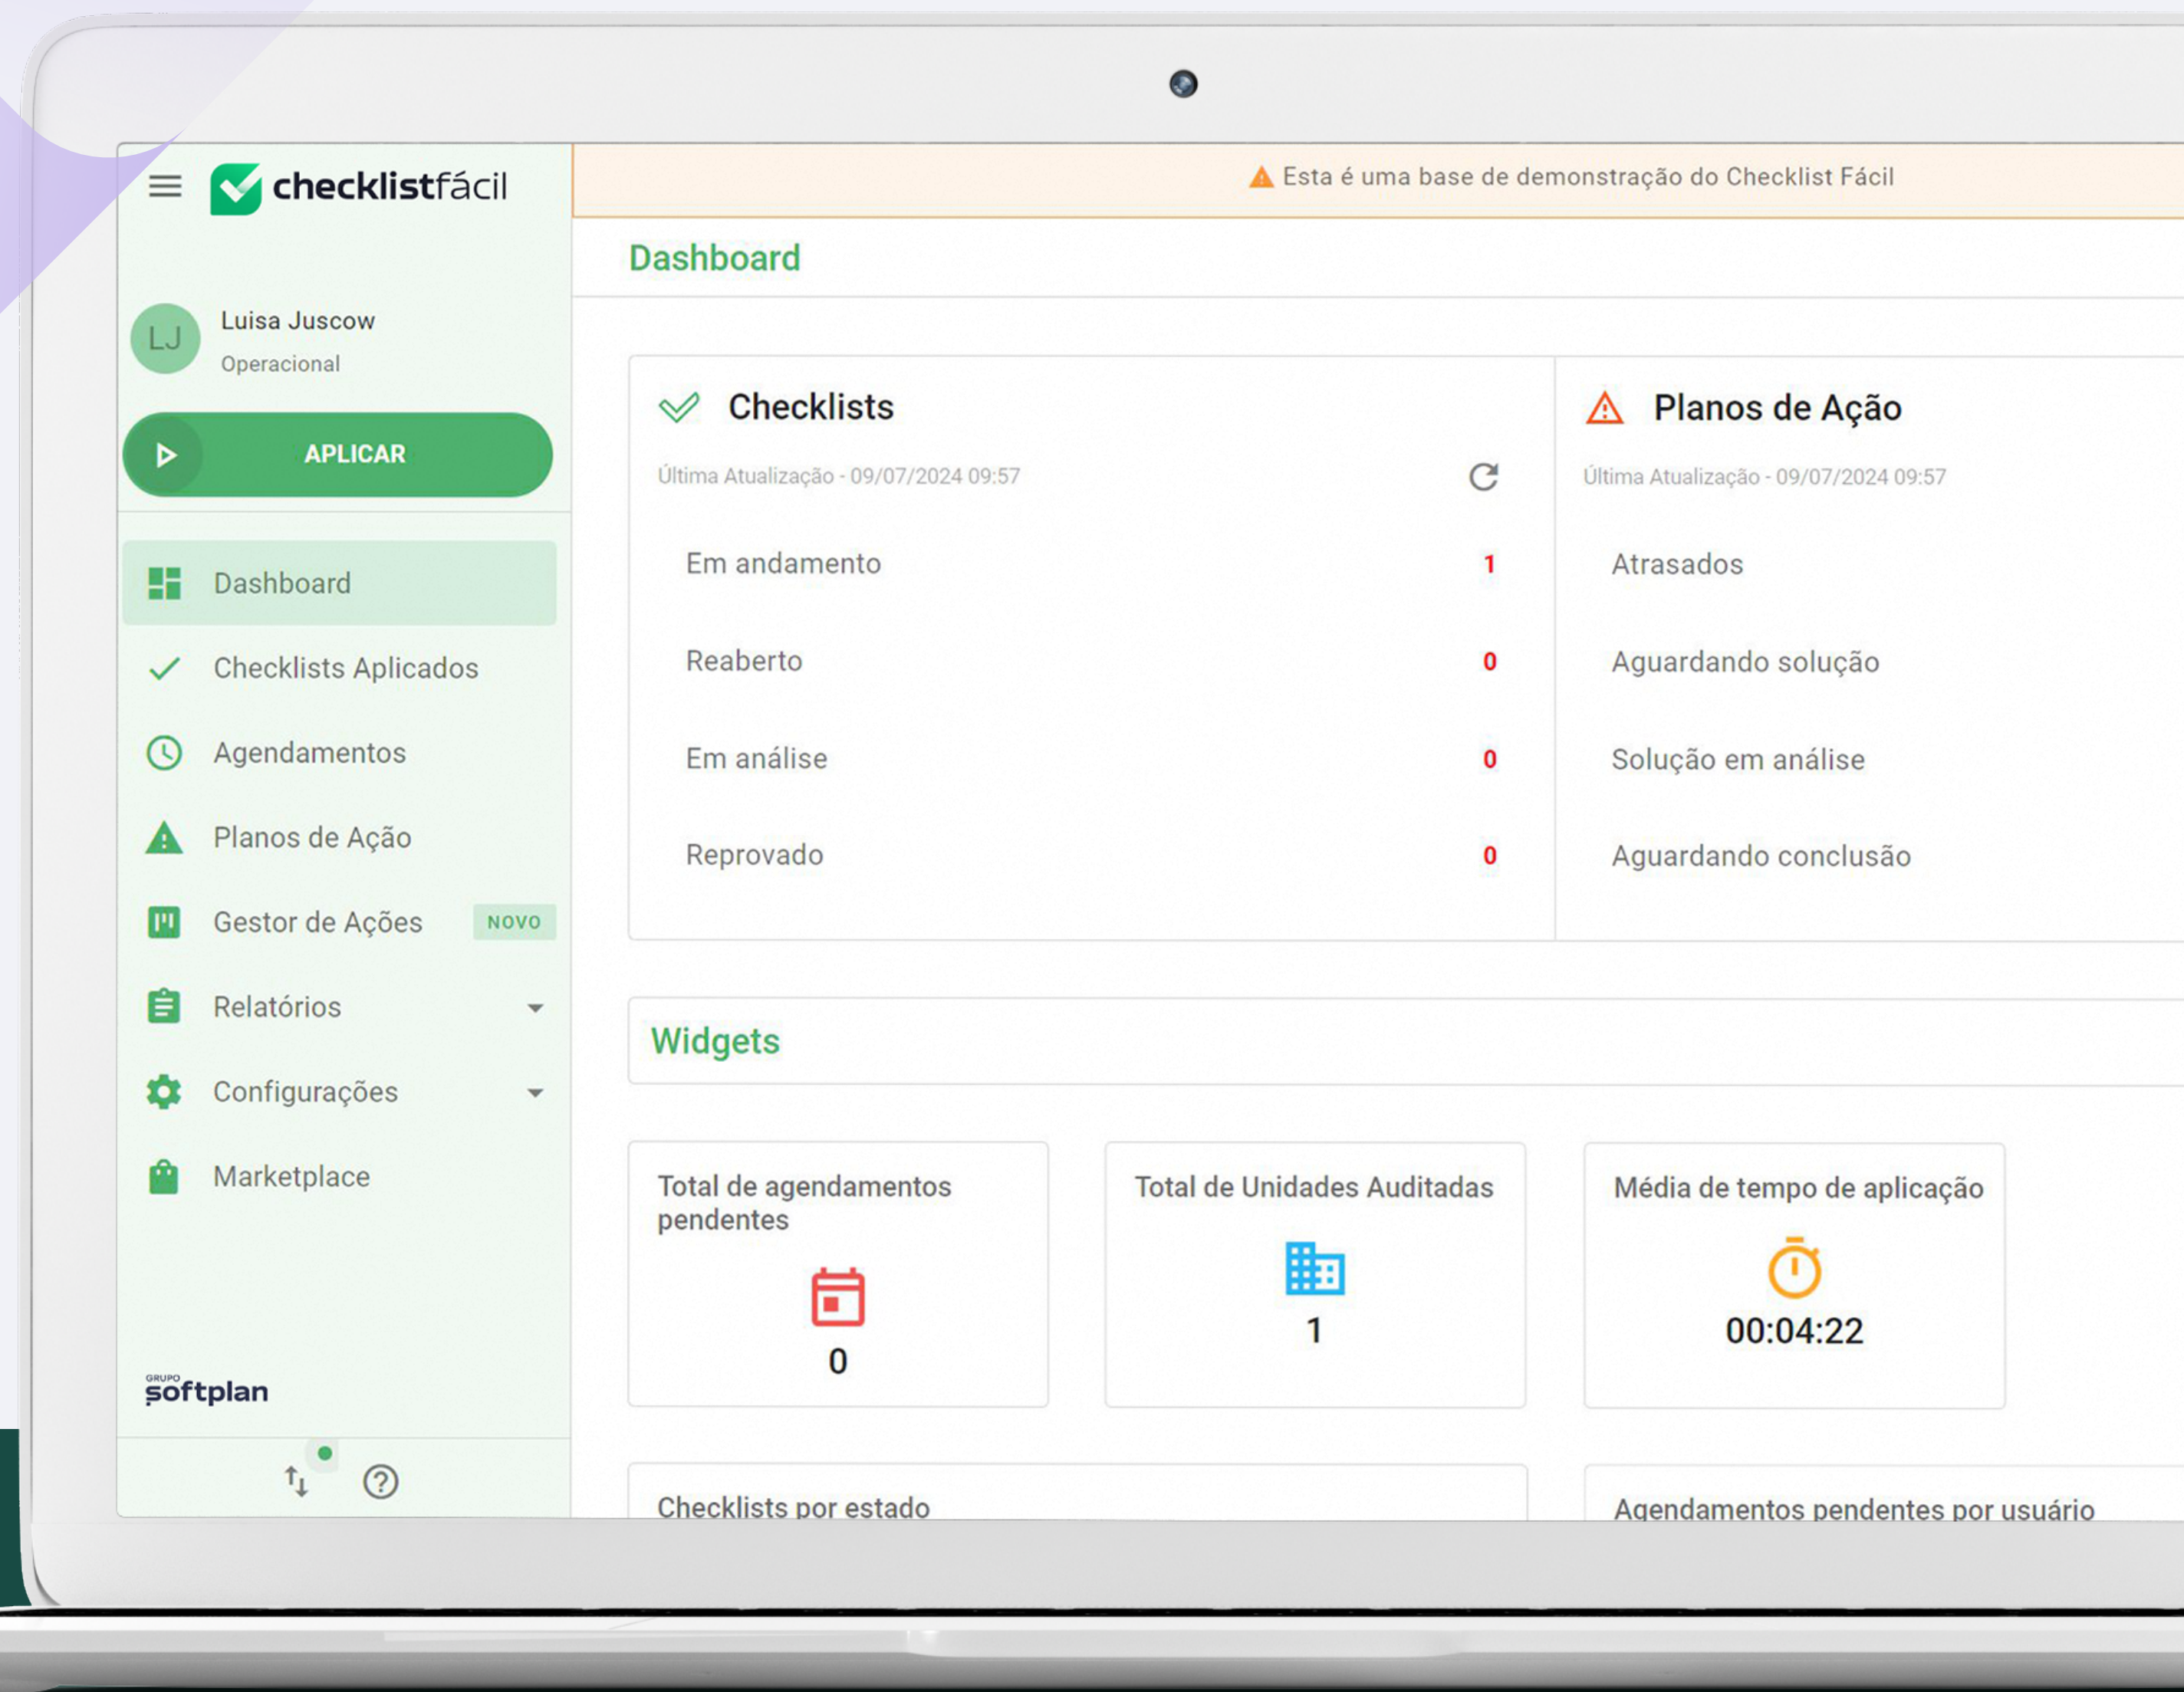 checklistfácil
Luisa Juscow
LJ
Operacional
APLICAR
Dashboard
Checklists Aplicados
Agendamentos
Planos de Ação
Gestor de Ações NOVO
Relatórios
Configurações
Marketplace
GRUPO
softplan
Esta é uma base de demonstração do Checklist Fácil
Dashboard
Checklists
Última Atualização - 09/07/2024 09:57
Em andamento 1
Reaberto 0
Em análise 0
Reprovado 0
Planos de Ação
Última Atualização - 09/07/2024 09:57
Atrasados
Aguardando solução
Solução em análise
Aguardando conclusão
Widgets
Total de agendamentos
pendentes
0
Total de Unidades Auditadas
1
Média de tempo de aplicação
00:04:22
Checklists por estado
Agendamentos pendentes por usuário